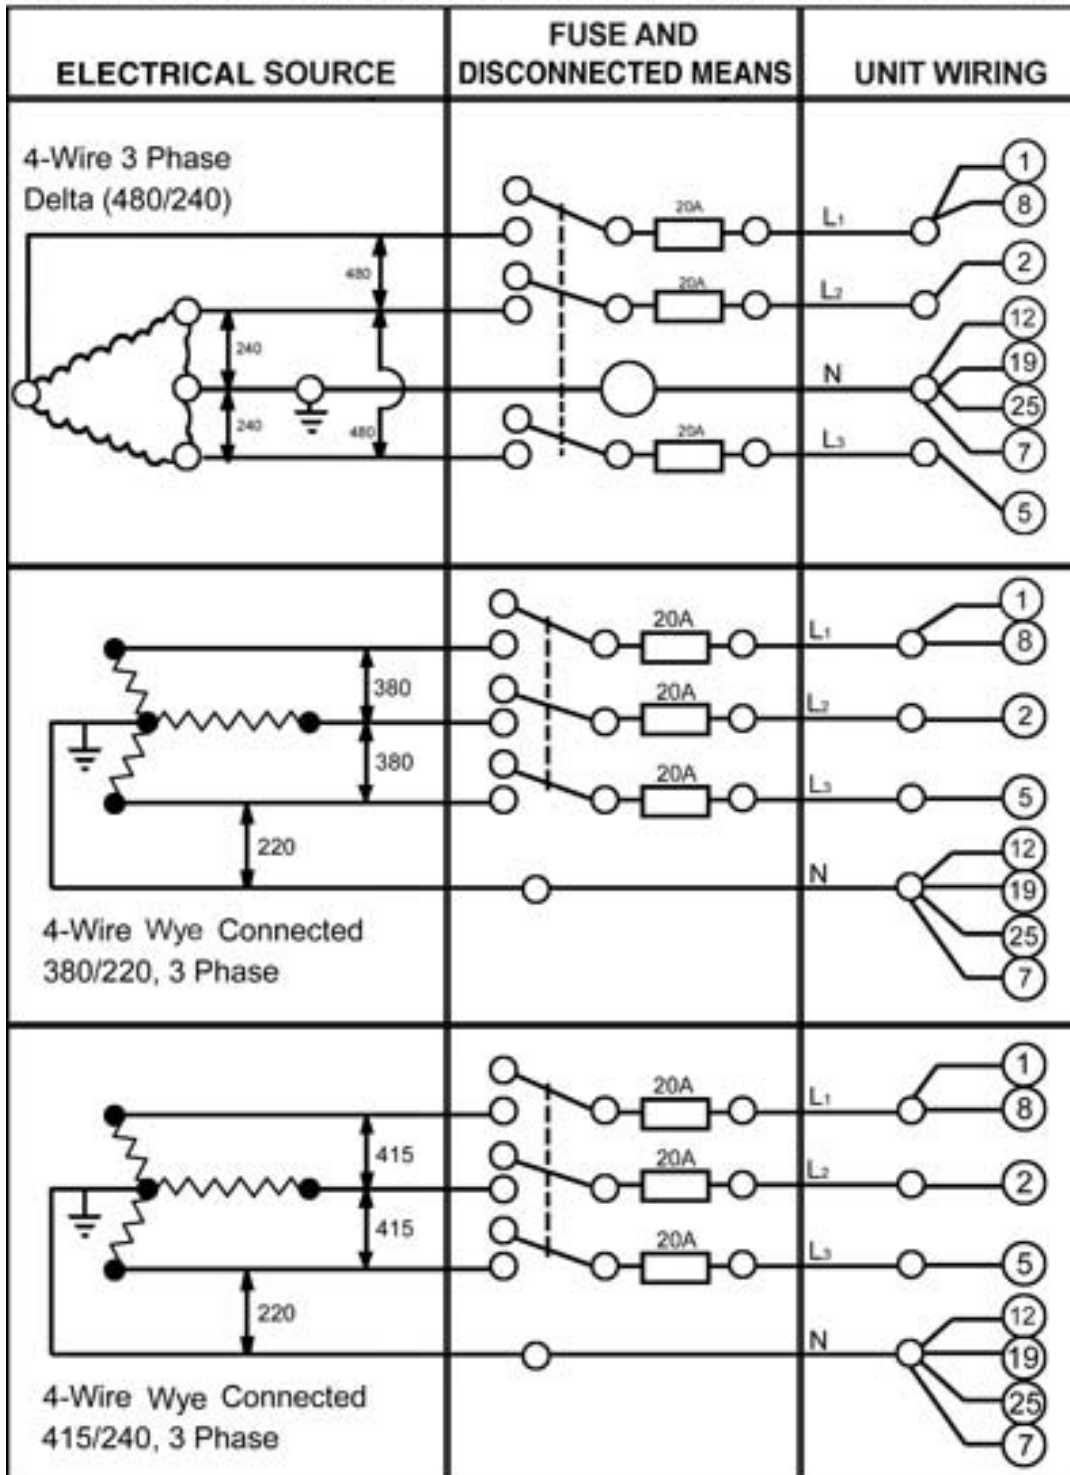 ELECTRICAL SOURCE
FUSE AND
DISCONNECTED MEANS
UNIT WIRING
4-Wire 3 Phase
Delta (480/240)
480
240
240
480
20A
20A
20A
L1
L2
N
L3
1
8
2
12
19
25
7
5
380
380
220
4-Wire Wye Connected
380/220, 3 Phase
20A
20A
20A
L1
L2
L3
N
1
8
2
5
12
19
25
7
415
415
220
4-Wire Wye Connected
415/240, 3 Phase
20A
20A
20A
L1
L2
L3
N
1
8
2
5
12
19
25
7